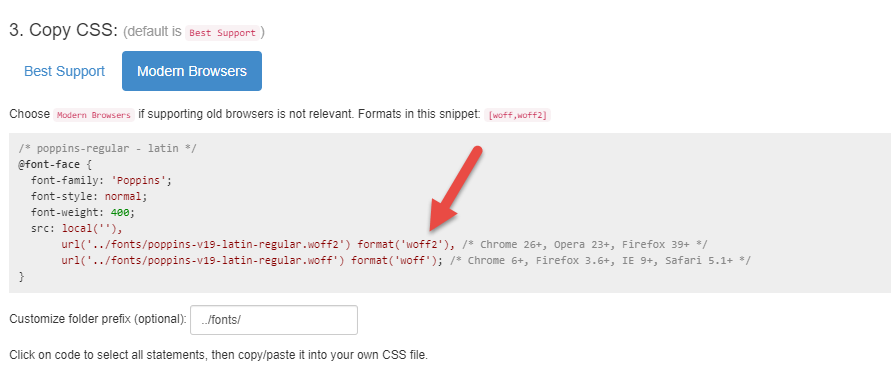 3. Copy CSS: (default is Best Support )
Best Support Modern Browsers
Choose Modern Browsers if supporting old browsers is not relevant. Formats in this snippet: [woff,woff2]
/* poppins-regular - latin */
@font-face {
  font-family: 'Poppins';
  font-style: normal;
  font-weight: 400;
  src: local(''),
       url('../fonts/poppins-v19-latin-regular.woff2') format('woff2'), /* Chrome 26+, Opera 23+, Firefox 39+ */
       url('../fonts/poppins-v19-latin-regular.woff') format('woff'); /* Chrome 6+, Firefox 3.6+, IE 9+, Safari 5.1+ */
}
Customize folder prefix (optional): ../fonts/
Click on code to select all statements, then copy/paste it into your own CSS file.